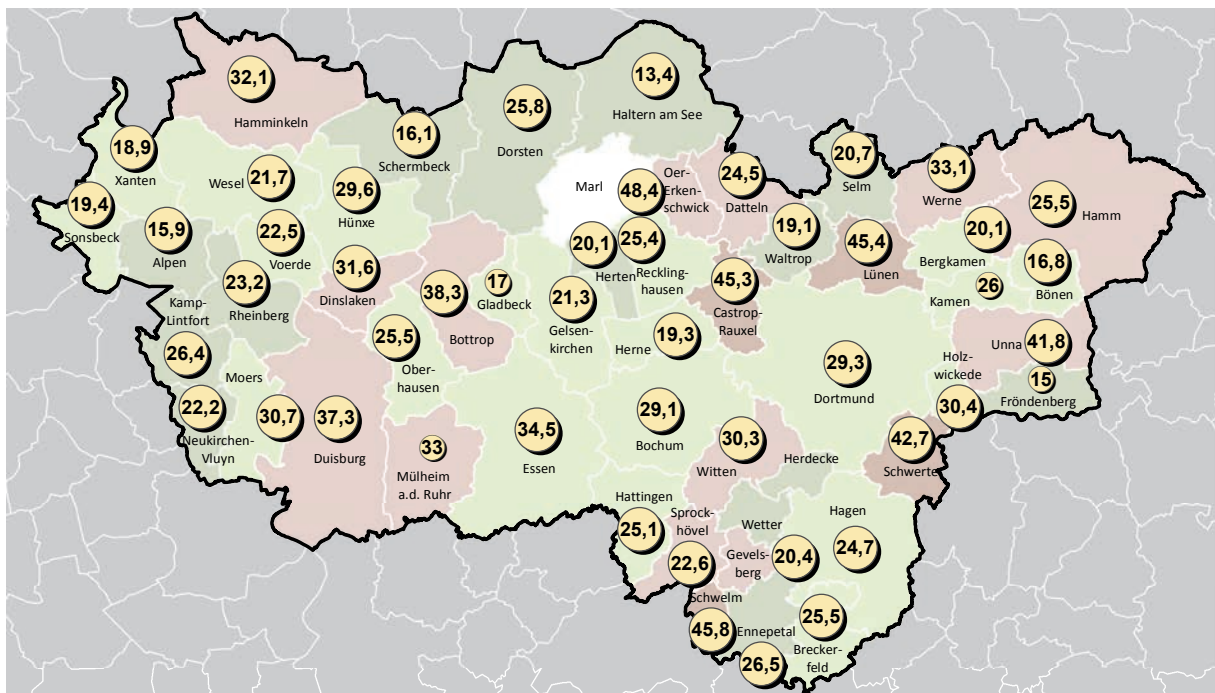 32,1
Hamminkeln
13,4
Haltern am See
25,8
Dorsten
16,1
Schermbeck
18,9
Xanten
Wesel
21,7
29,6
Hünxe
19,4
Sonsbeck
15,9
Alpen
22,5
Voerde
23,2
Rheinberg
31,6
Dinslaken
Kamp-
Lintfort
26,4
22,2
Neukirchen-
Vluyn
Moers
30,7
37,3
Duisburg
38,3
Bottrop
17
Gladbeck
25,5
Ober-
hausen
33
Mülheim
a.d. Ruhr
34,5
Essen
Marl
48,4
Oer-
Erken-
schwick
24,5
Datteln
20,1
Herten
25,4
Reckling-
hausen
21,3
Gelsen-
kirchen
Herne
19,3
45,3
Castrop-
Rauxel
19,1
Waltrop
20,7
Selm
45,4
Lünen
33,1
Werne
25,5
Hamm
20,1
Bergkamen
16,8
Bönen
26
Kamen
Unna
41,8
15
Fröndenberg
Holz-
wickede
30,4
29,3
Dortmund
42,7
Schwerte
29,1
Bochum
30,3
Witten
Herdecke
Hattingen
25,1
Sprock-
hövel
22,6
Wetter
Gevels-
berg
20,4
Hagen
24,7
Schwelm
45,8
Ennepetal
26,5
25,5
Brecker-
feld